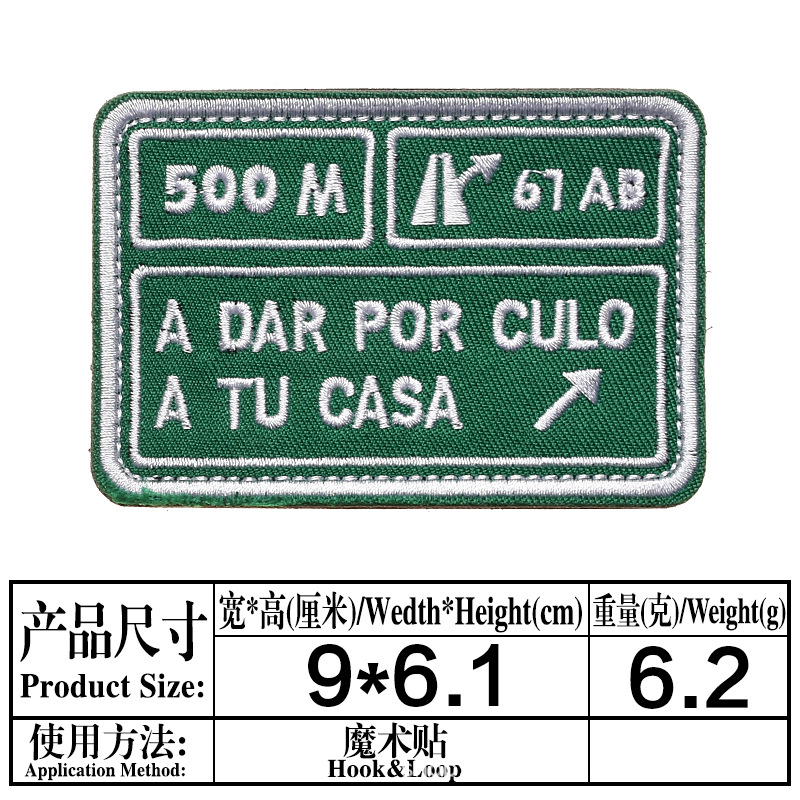 500 M
67 AB
A DAR POR CULO
A TU CASA
产品尺寸
Product Size:
宽*高(厘米)/Wedth*Height(cm)
重量(克)/Weight(g)
9*6.1
6.2
使用方法:
Application Method:
魔术贴
Hook&Loop